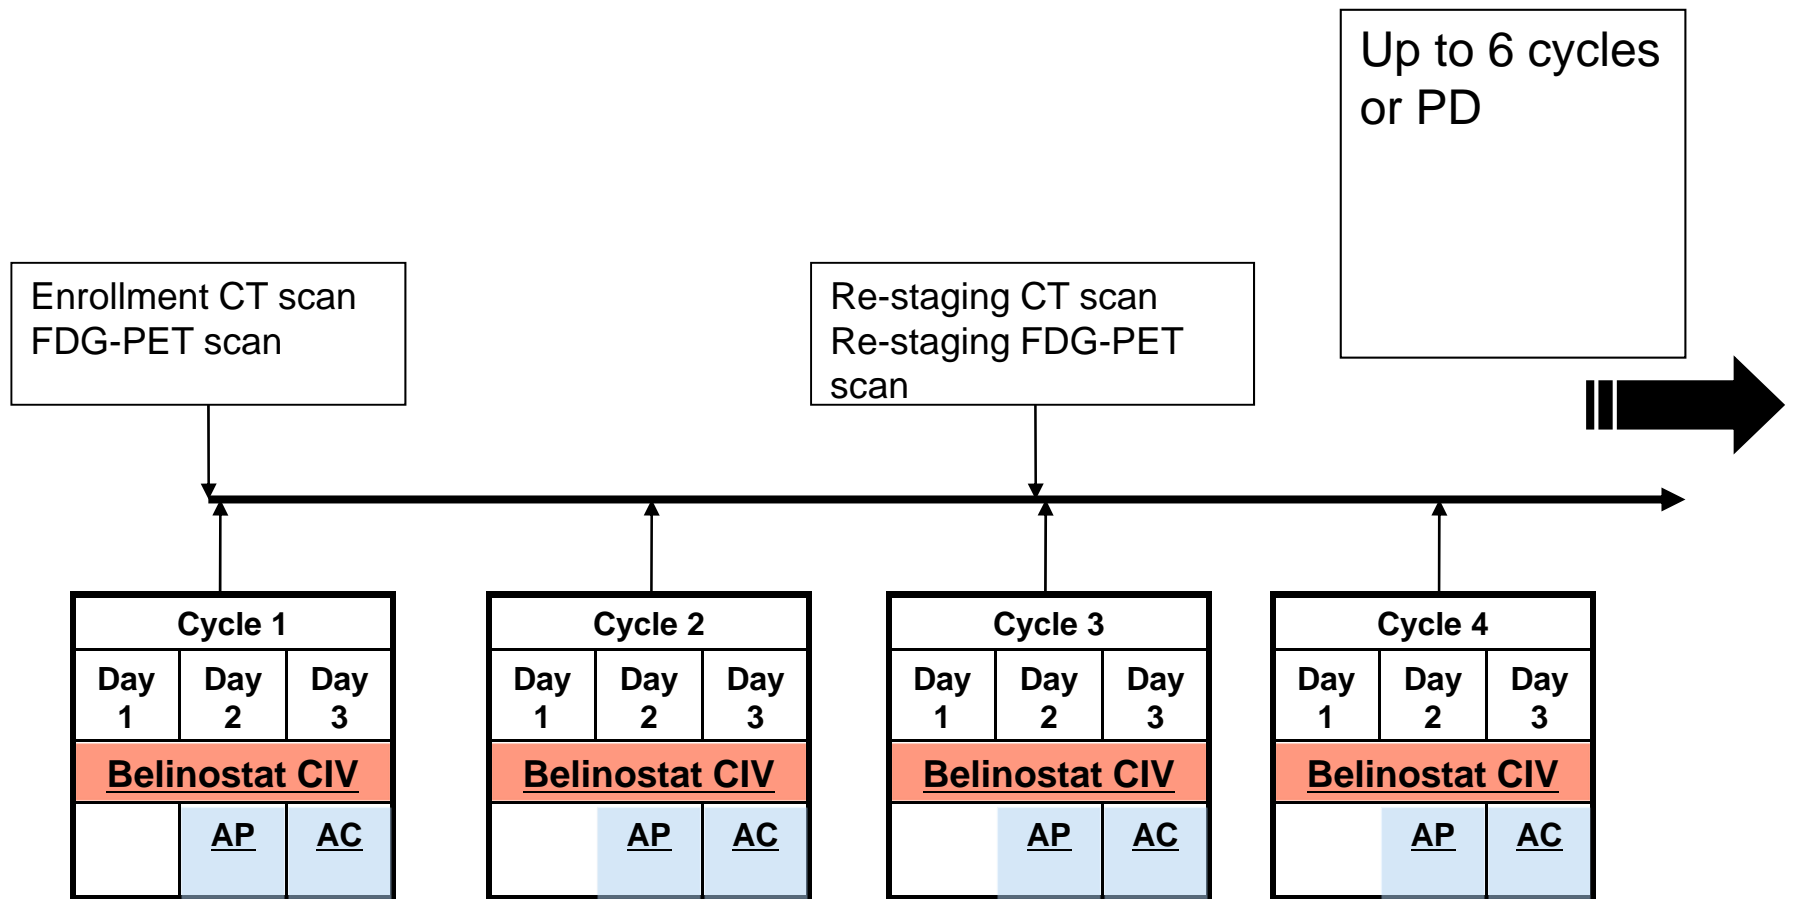 Up to 6 cycles
or PD
Enrollment CT scan
FDG-PET scan
Re-staging CT scan
Re-staging FDG-PET
scan
Cycle 1
Day 1 Day 2 Day 3
Belinostat CIV
AP AC
Cycle 2
Day 1 Day 2 Day 3
Belinostat CIV
AP AC
Cycle 3
Day 1 Day 2 Day 3
Belinostat CIV
AP AC
Cycle 4
Day 1 Day 2 Day 3
Belinostat CIV
AP AC